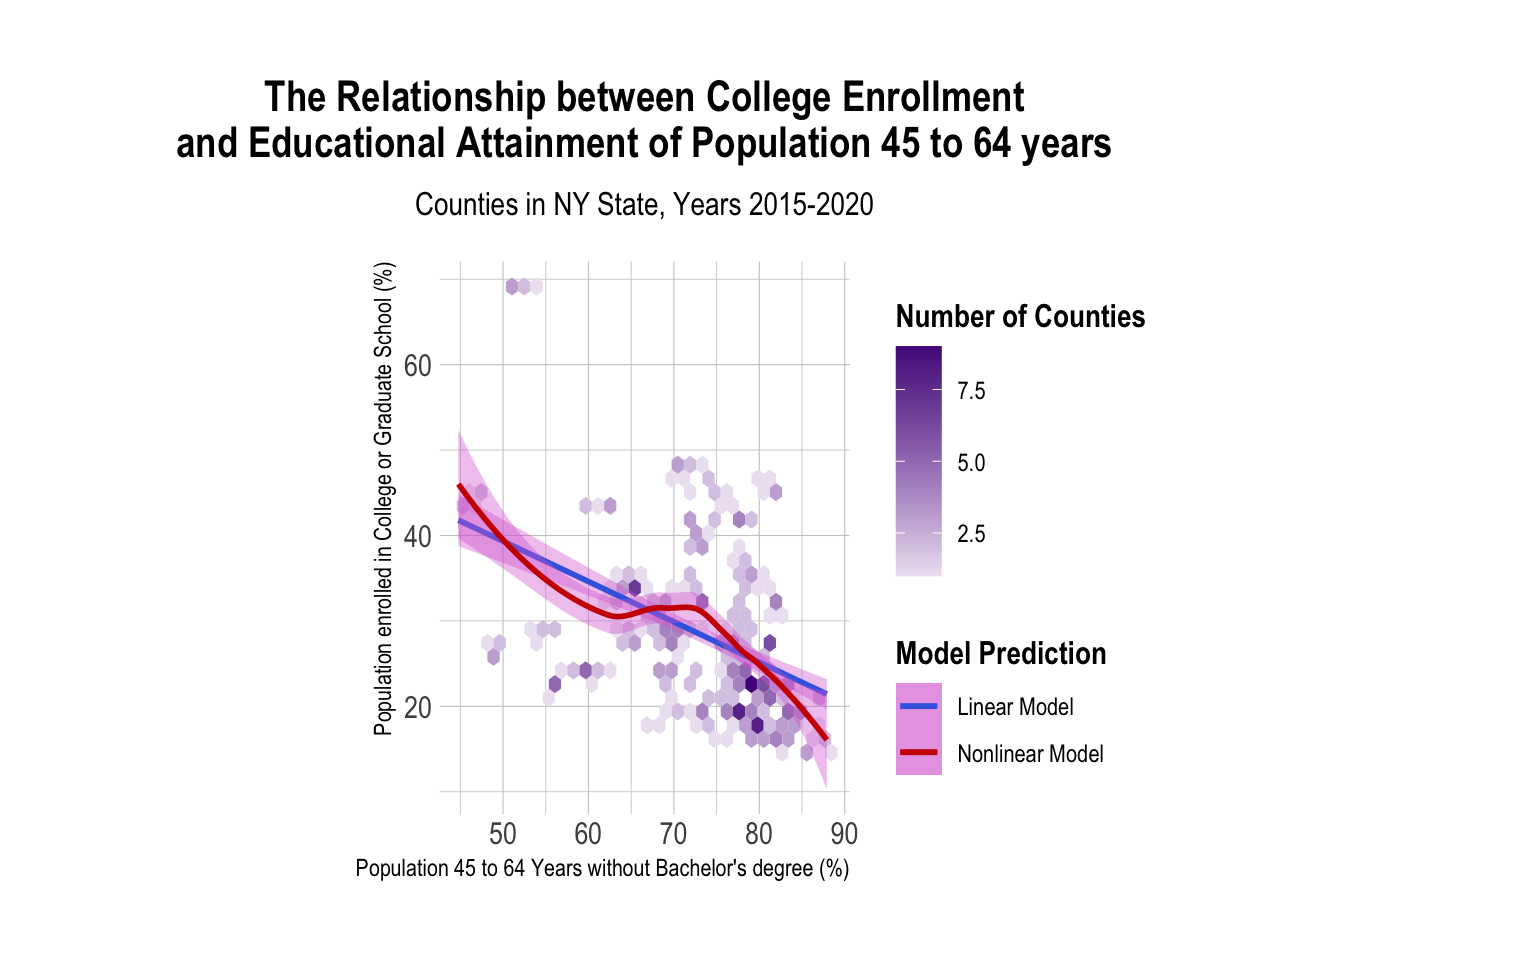 The Relationship between College Enrollment
and Educational Attainment of Population 45 to 64 years
Counties in NY State, Years 2015-2020
Population enrolled in College or Graduate School (%)
60
40
20
50 60 70 80 90
Population 45 to 64 Years without Bachelor's degree (%)
Number of Counties
7.5
5.0
2.5
Model Prediction
Linear Model
Nonlinear Model